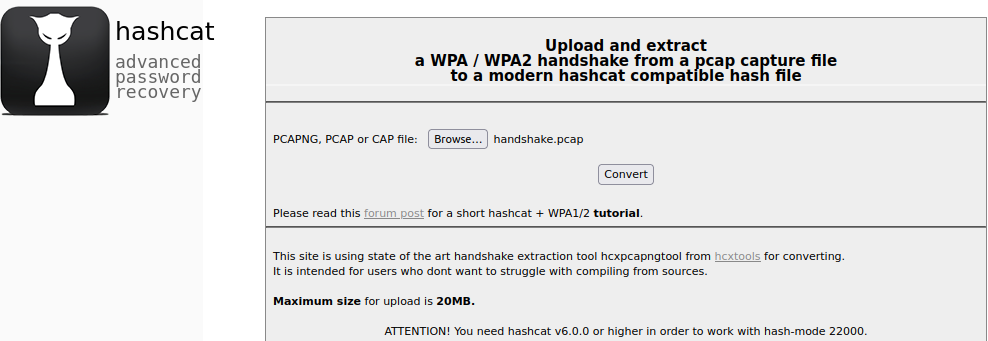 hashcat
advanced
password
recovery
Upload and extract
a WPA / WPA2 handshake from a pcap capture file
to a modern hashcat compatible hash file
PCAPNG, PCAP or CAP file: Browse... handshake.pcap
Convert
Please read this forum post for a short hashcat + WPA1/2 tutorial.
This site is using state of the art handshake extraction tool hcxpcapngtool from hcxtools for converting.
It is intended for users who dont want to struggle with compiling from sources.
Maximum size for upload is 20MB.
ATTENTION! You need hashcat v6.0.0 or higher in order to work with hash-mode 22000.